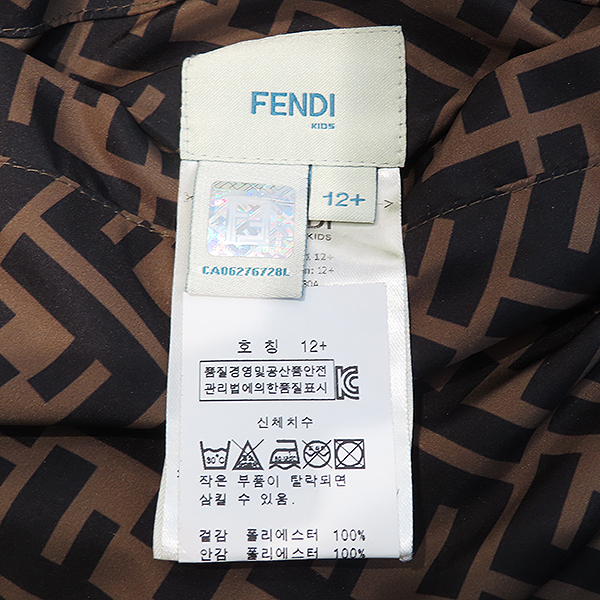 FENDI
KIDS
12+
CA06276728L
KIDS
12+
12+
호칭 12+
품질경영및공산품안전
관리법에의한품질표시
신체치수
작은 부품이 탈락되면
삼킬 수 있음.
겉감 폴리에스터 100%
안감 폴리에스터 100%